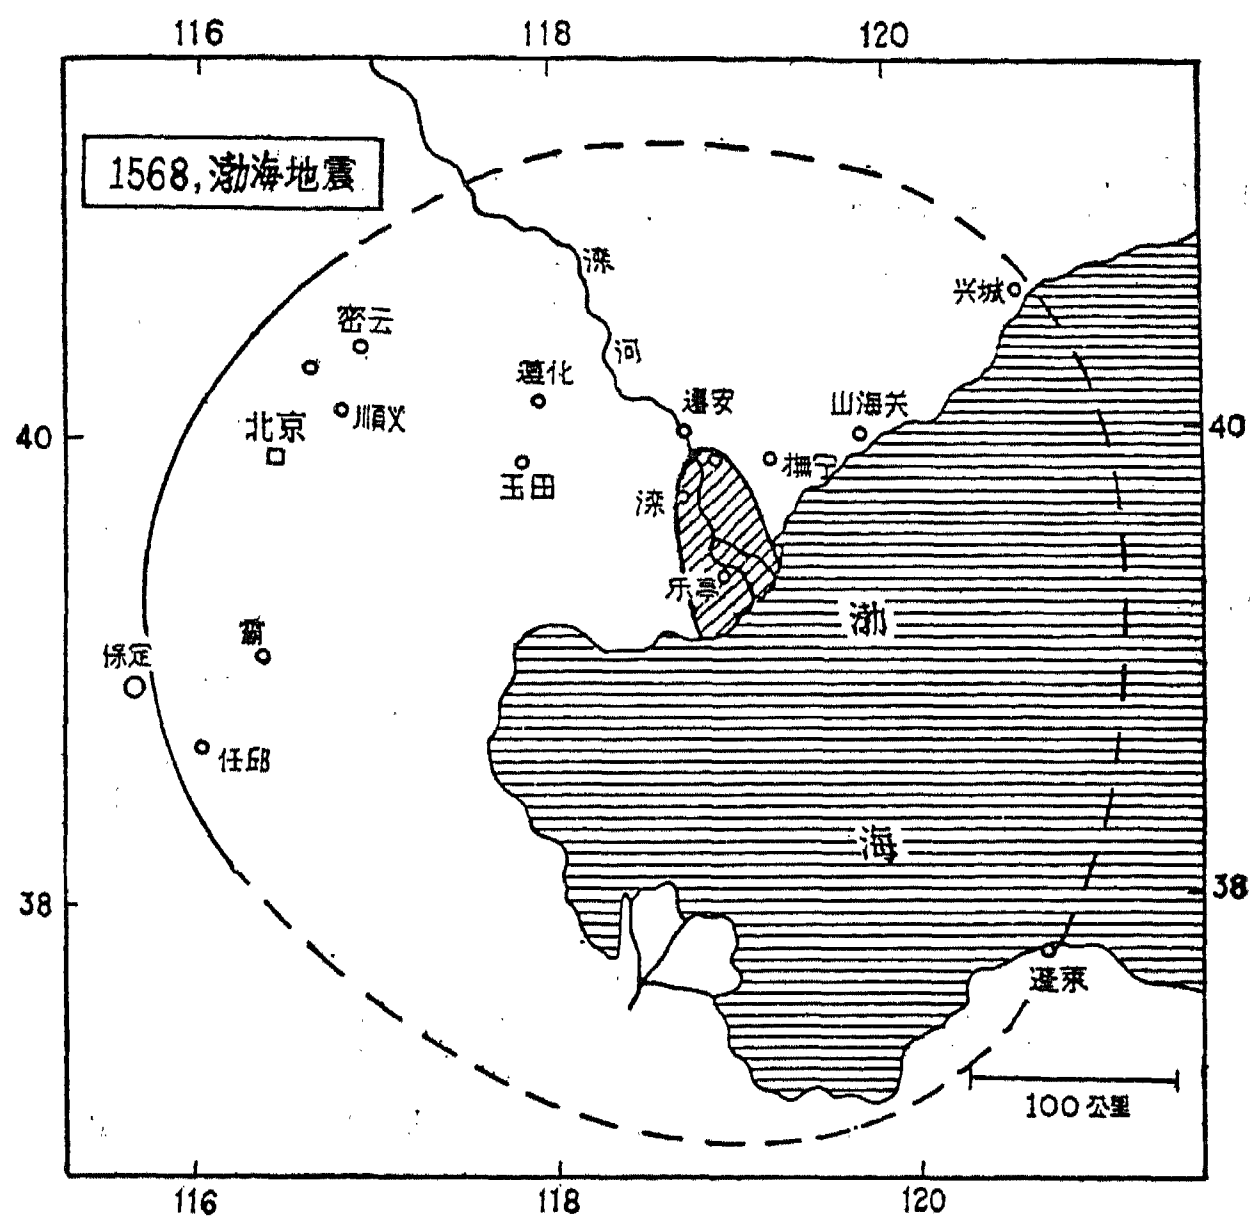 116 118 120
1568,渤海地震
滦
河
兴城
密云
遵化
順义
北京
迁安
山海关
40 40
撫宁
玉田
滦
乐亭
渤
霸
保定
任邱
海
38 38
蓬莱
100公里
116 118 120